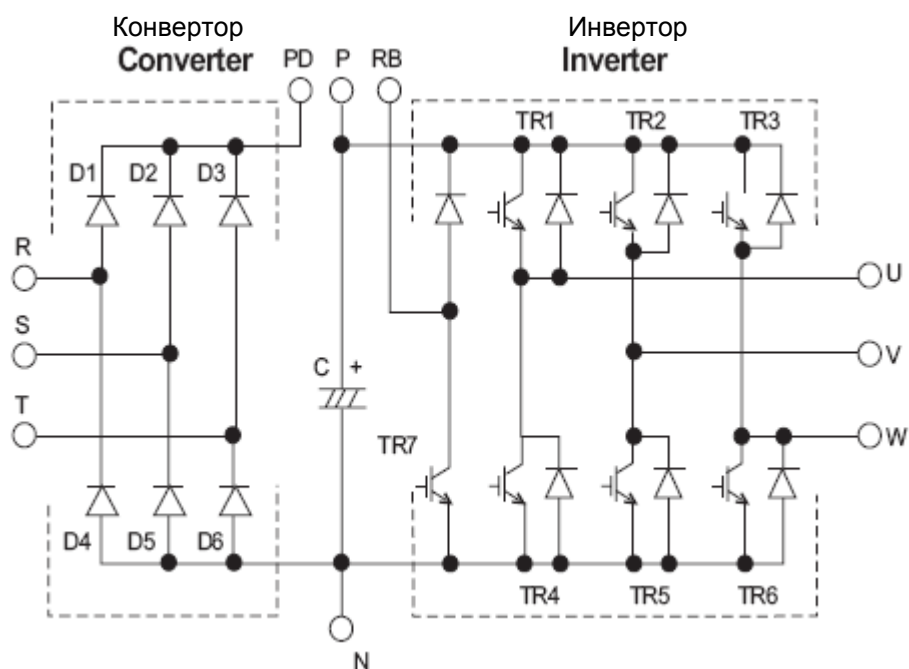 Конвертор
Инвертор
Converter PD P RB Inverter
TR1 TR2 TR3
D1 D2 D3
R
U
S
V
C +
T
W
TR7
D4 D5 D6
TR4 TR5 TR6
N